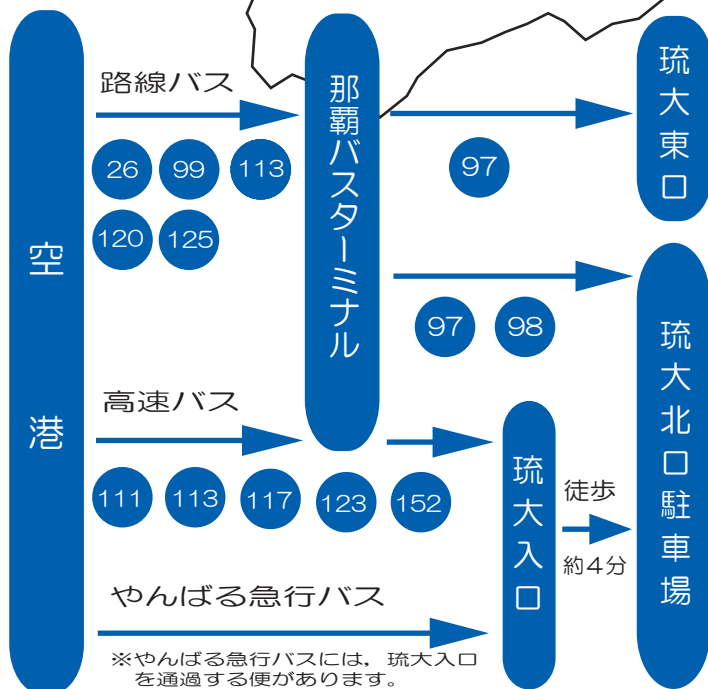 空港
路線バス
26 99 113
120 125
那覇バスターミナル
97
琉大東口
97 98
琉大北口駐車場
高速バス
111 113 117 123 152
琉大入口
徒歩
約4分
やんばる急行バス
※やんばる急行バスには，琉大入口
を通過する便があります。